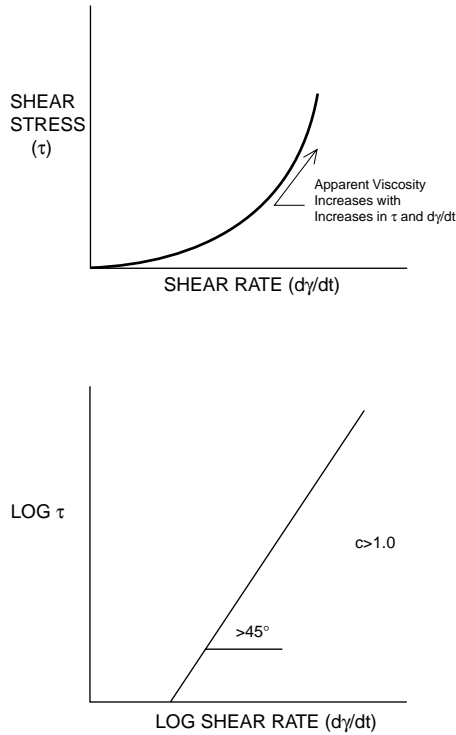 SHEAR
STRESS
(τ)
Apparent Viscosity
Increases with
Increases in τ and dγ/dt
SHEAR RATE (dγ/dt)
LOG τ
c>1.0
>45°
LOG SHEAR RATE (dγ/dt)